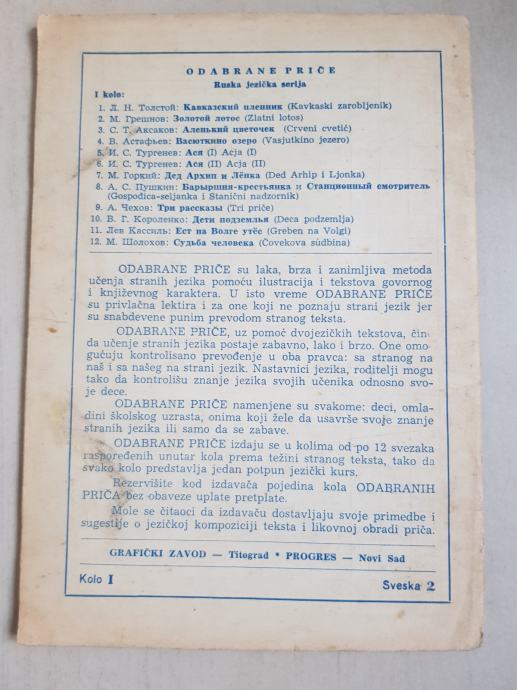 ODABRANE PRIČE
Ruska jezička serija
I kolo:
1. Л. Н. Толстой: Кавказский пленник (Kavkaski zarobljenik)
2. М. Грешнов: Золотой лотос (Zlatni lotos)
3. С. Т. Аксаков: Аленький цветочек (Crveni cvetić)
4. В. Астафьев: Васюткино озеро (Vasjutkino jezero)
5. И. С. Тургенев: Ася (I) Acja (I)
6. И. С. Тургенев: Ася (II) Acja (II)
7. М. Горкий: Дед Архип и Лёнка (Ded Arhip i Ljonka)
8. А. С. Пушкин: Барышня-крестьянка и Станционный смотритель
(Gospođica-seljanka i Stanični nadzornik)
9. А. Чехов: Три рассказы (Tri priče)
10. В. Г. Короленко: Дети подземлья (Deca podzemlja)
11. Лев Кассиль: Ест на Волге утёс (Greben na Volgi)
12. М. Шолохов: Судьба человека (Čovekova sudbina)
ODABRANE PRIČE su laka, brza i zanimljiva metoda
učenja stranih jezika pomoću ilustracija i tekstova govornog
i književnog karaktera. U isto vreme ODABRANE PRIČE
su privlačna lektira i za one koji ne poznaju strani jezik jer
su snabdevene punim prevodom stranog teksta.
ODABRANE PRIČE, uz pomoć dvojezičkih tekstova, čine
da učenje stranih jezika postaje zabavno, lako i brzo. One omo-
gućuju kontrolisano prevođenje u oba pravca: sa stranog na
naš i sa našeg na strani jezik. Nastavnici jezika, roditelji mogu
tako da kontrolišu znanje jezika svojih učenika odnosno svo-
je dece.
ODABRANE PRIČE namenjene su svakome: deci, omla-
dini školskog uzrasta, onima koji žele da usavrše svoje znanje
stranih jezika ili samo da se zabave.
ODABRANE PRIČE izdaju se u kolima od po 12 svezaka
raspoređenih unutar kola prema težini stranog teksta, tako da
svako kolo predstavlja jedan potpun jezički kurs.
Rezervišite kod izdavača pojedina kola ODABRANIH
PRIČA bez obaveze uplate pretplate.
Mole se čitaoci da izdavaču dostavljaju svoje primedbe i
sugestije o jezičkoj kompoziciji teksta i likovnoj obradi priča.
GRAFIČKI ZAVOD — Titograd * PROGRES — Novi Sad
Kolo I Sveska 2